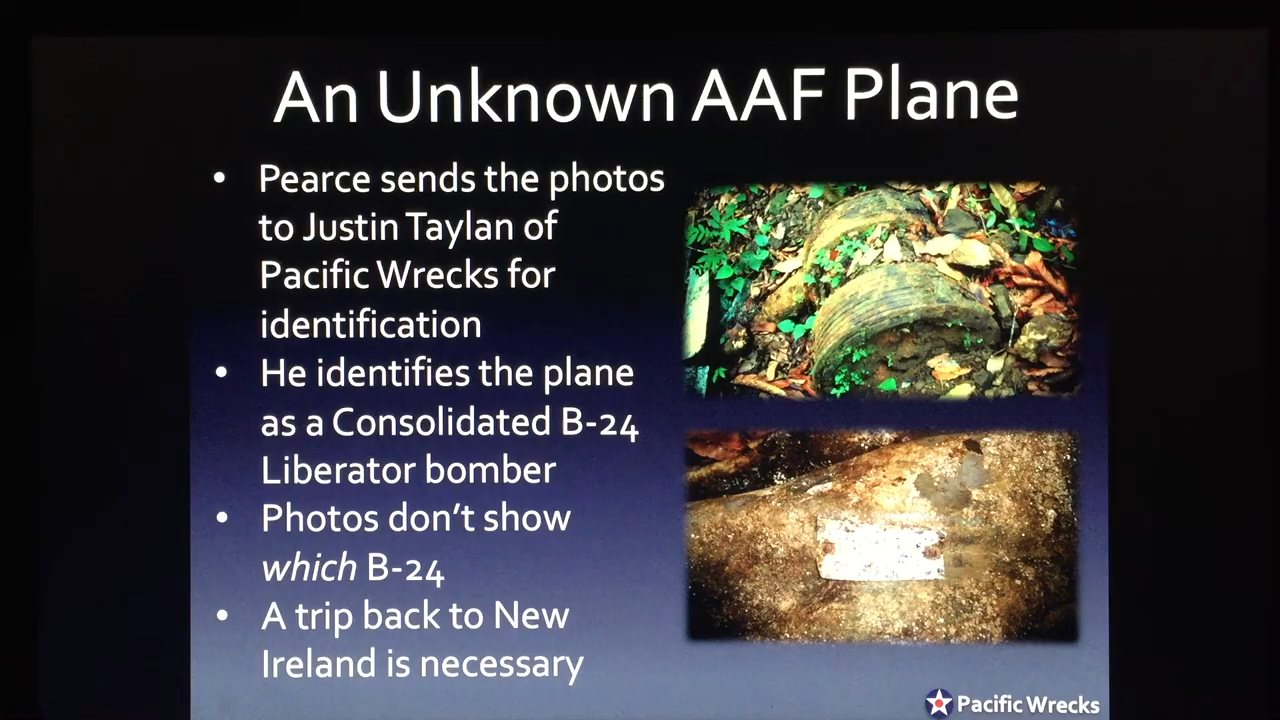 An Unknown AAF Plane
• Pearce sends the photos
to Justin Taylan of
Pacific Wrecks for
identification
• He identifies the plane
as a Consolidated B-24
Liberator bomber
• Photos don't show
which B-24
• A trip back to New
Ireland is necessary
Pacific Wrecks